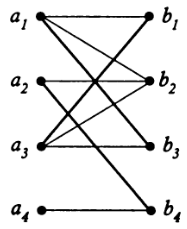 a₁ b₁
a₂ b₂
a₃ b₃
a₄ b₄